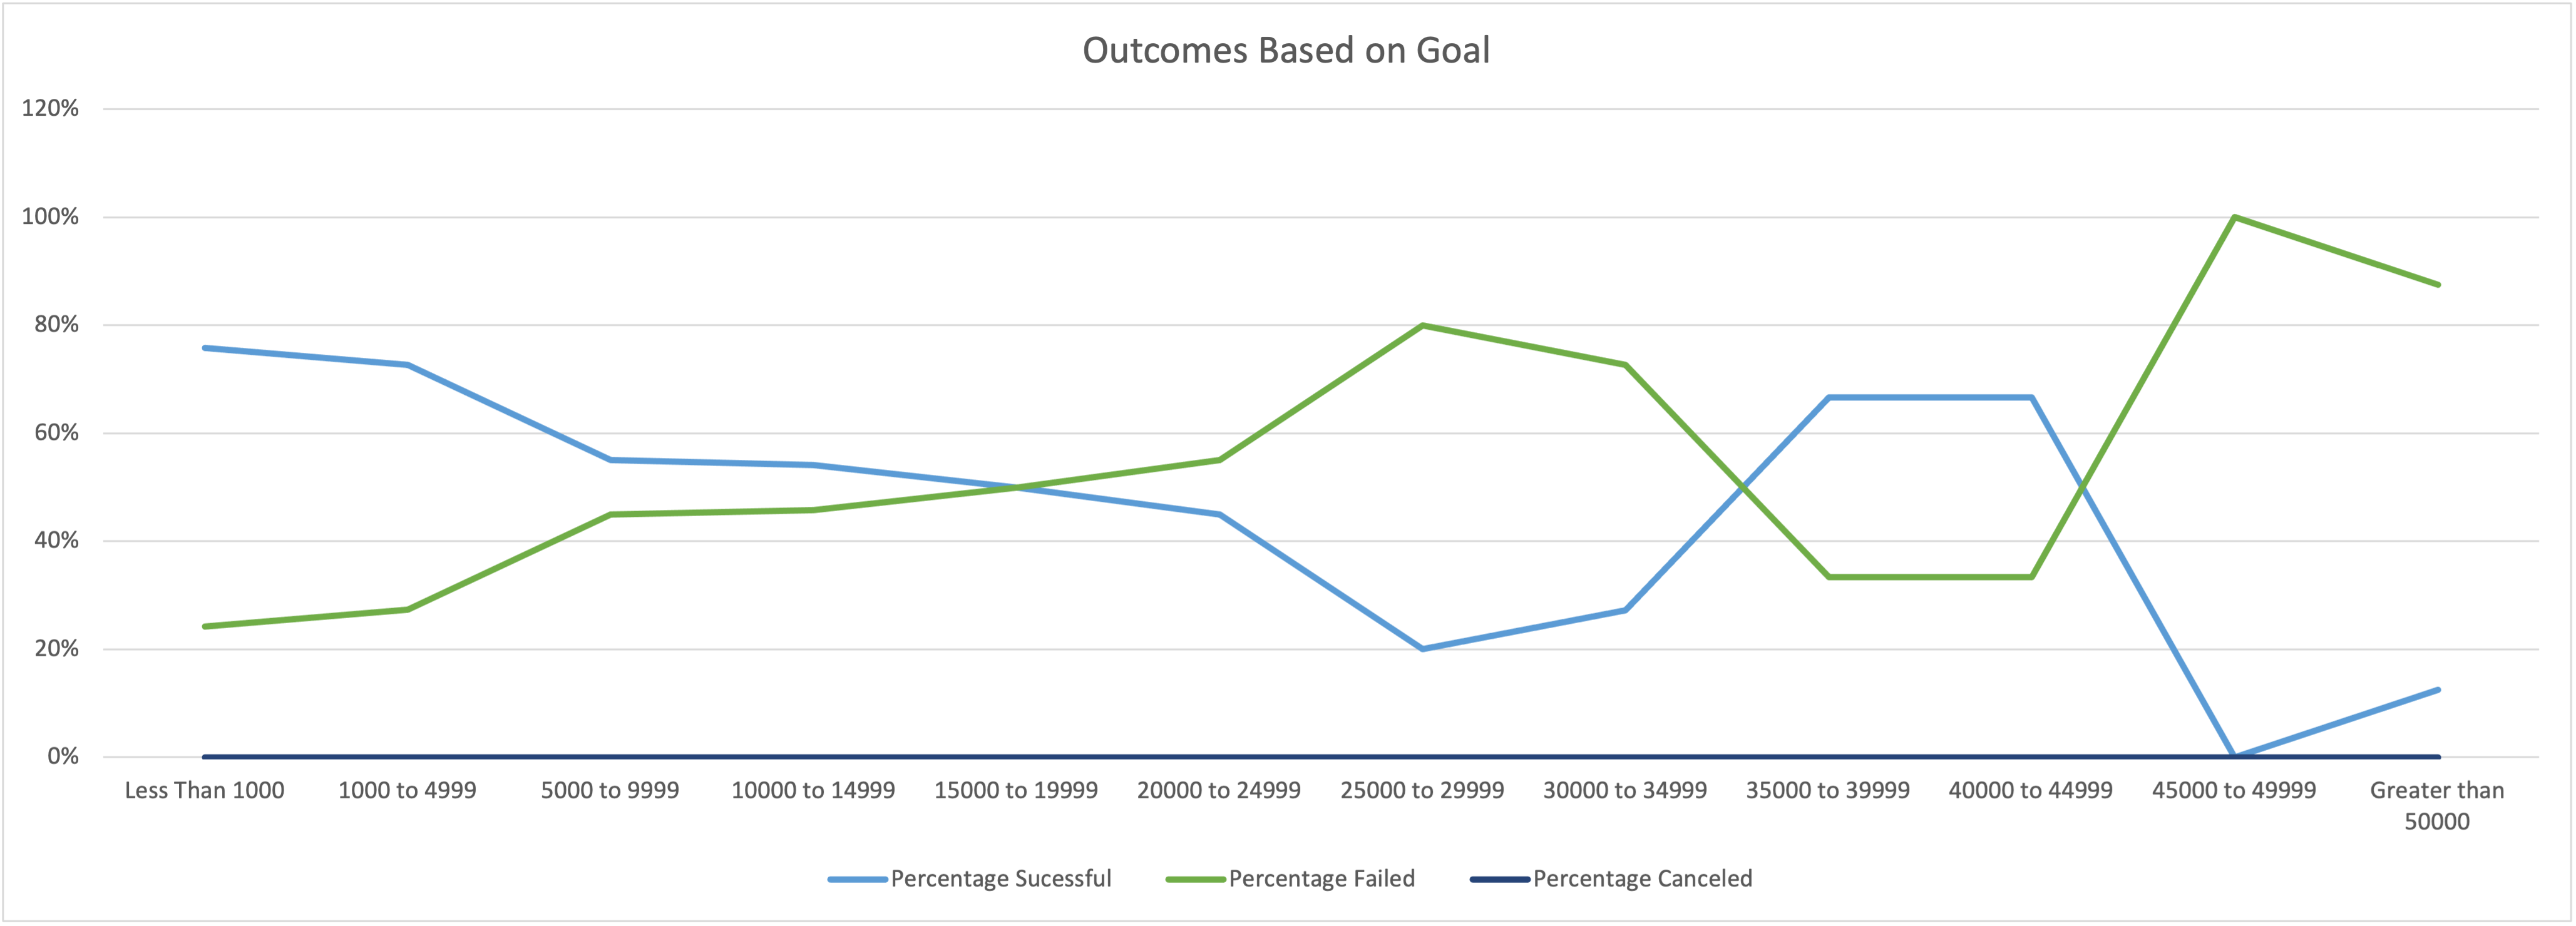 Outcomes Based on Goal
120%
100%
80%
60%
40%
20%
0%
Less Than 1000
1000 to 4999
5000 to 9999
10000 to 14999
15000 to 19999
20000 to 24999
25000 to 29999
30000 to 34999
35000 to 39999
40000 to 44999
45000 to 49999
Greater than
50000
Percentage Sucessful
Percentage Failed
Percentage Canceled